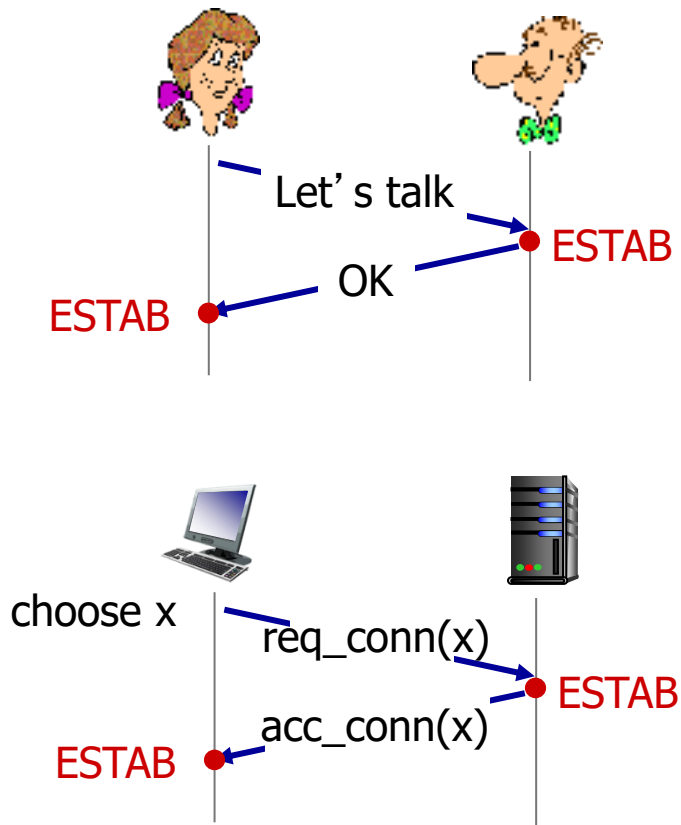 Let’s talk
ESTAB
OK
ESTAB
choose x
req_conn(x)
ESTAB
acc_conn(x)
ESTAB